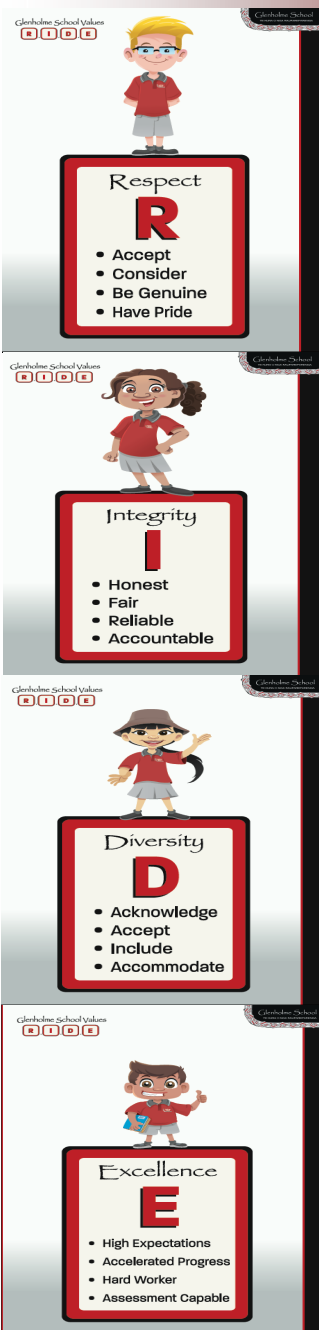 Glenholme School Values
R I D E
Glenholme School
Respect
R
• Accept
• Consider
• Be Genuine
• Have Pride
Glenholme School Values
R I D E
Glenholme School
Integrity
I
• Honest
• Fair
• Reliable
• Accountable
Glenholme School Values
R I D E
Glenholme School
Diversity
D
• Acknowledge
• Accept
• Include
• Accommodate
Glenholme School Values
R I D E
Glenholme School
Excellence
E
• High Expectations
• Accelerated Progress
• Hard Worker
• Assessment Capable